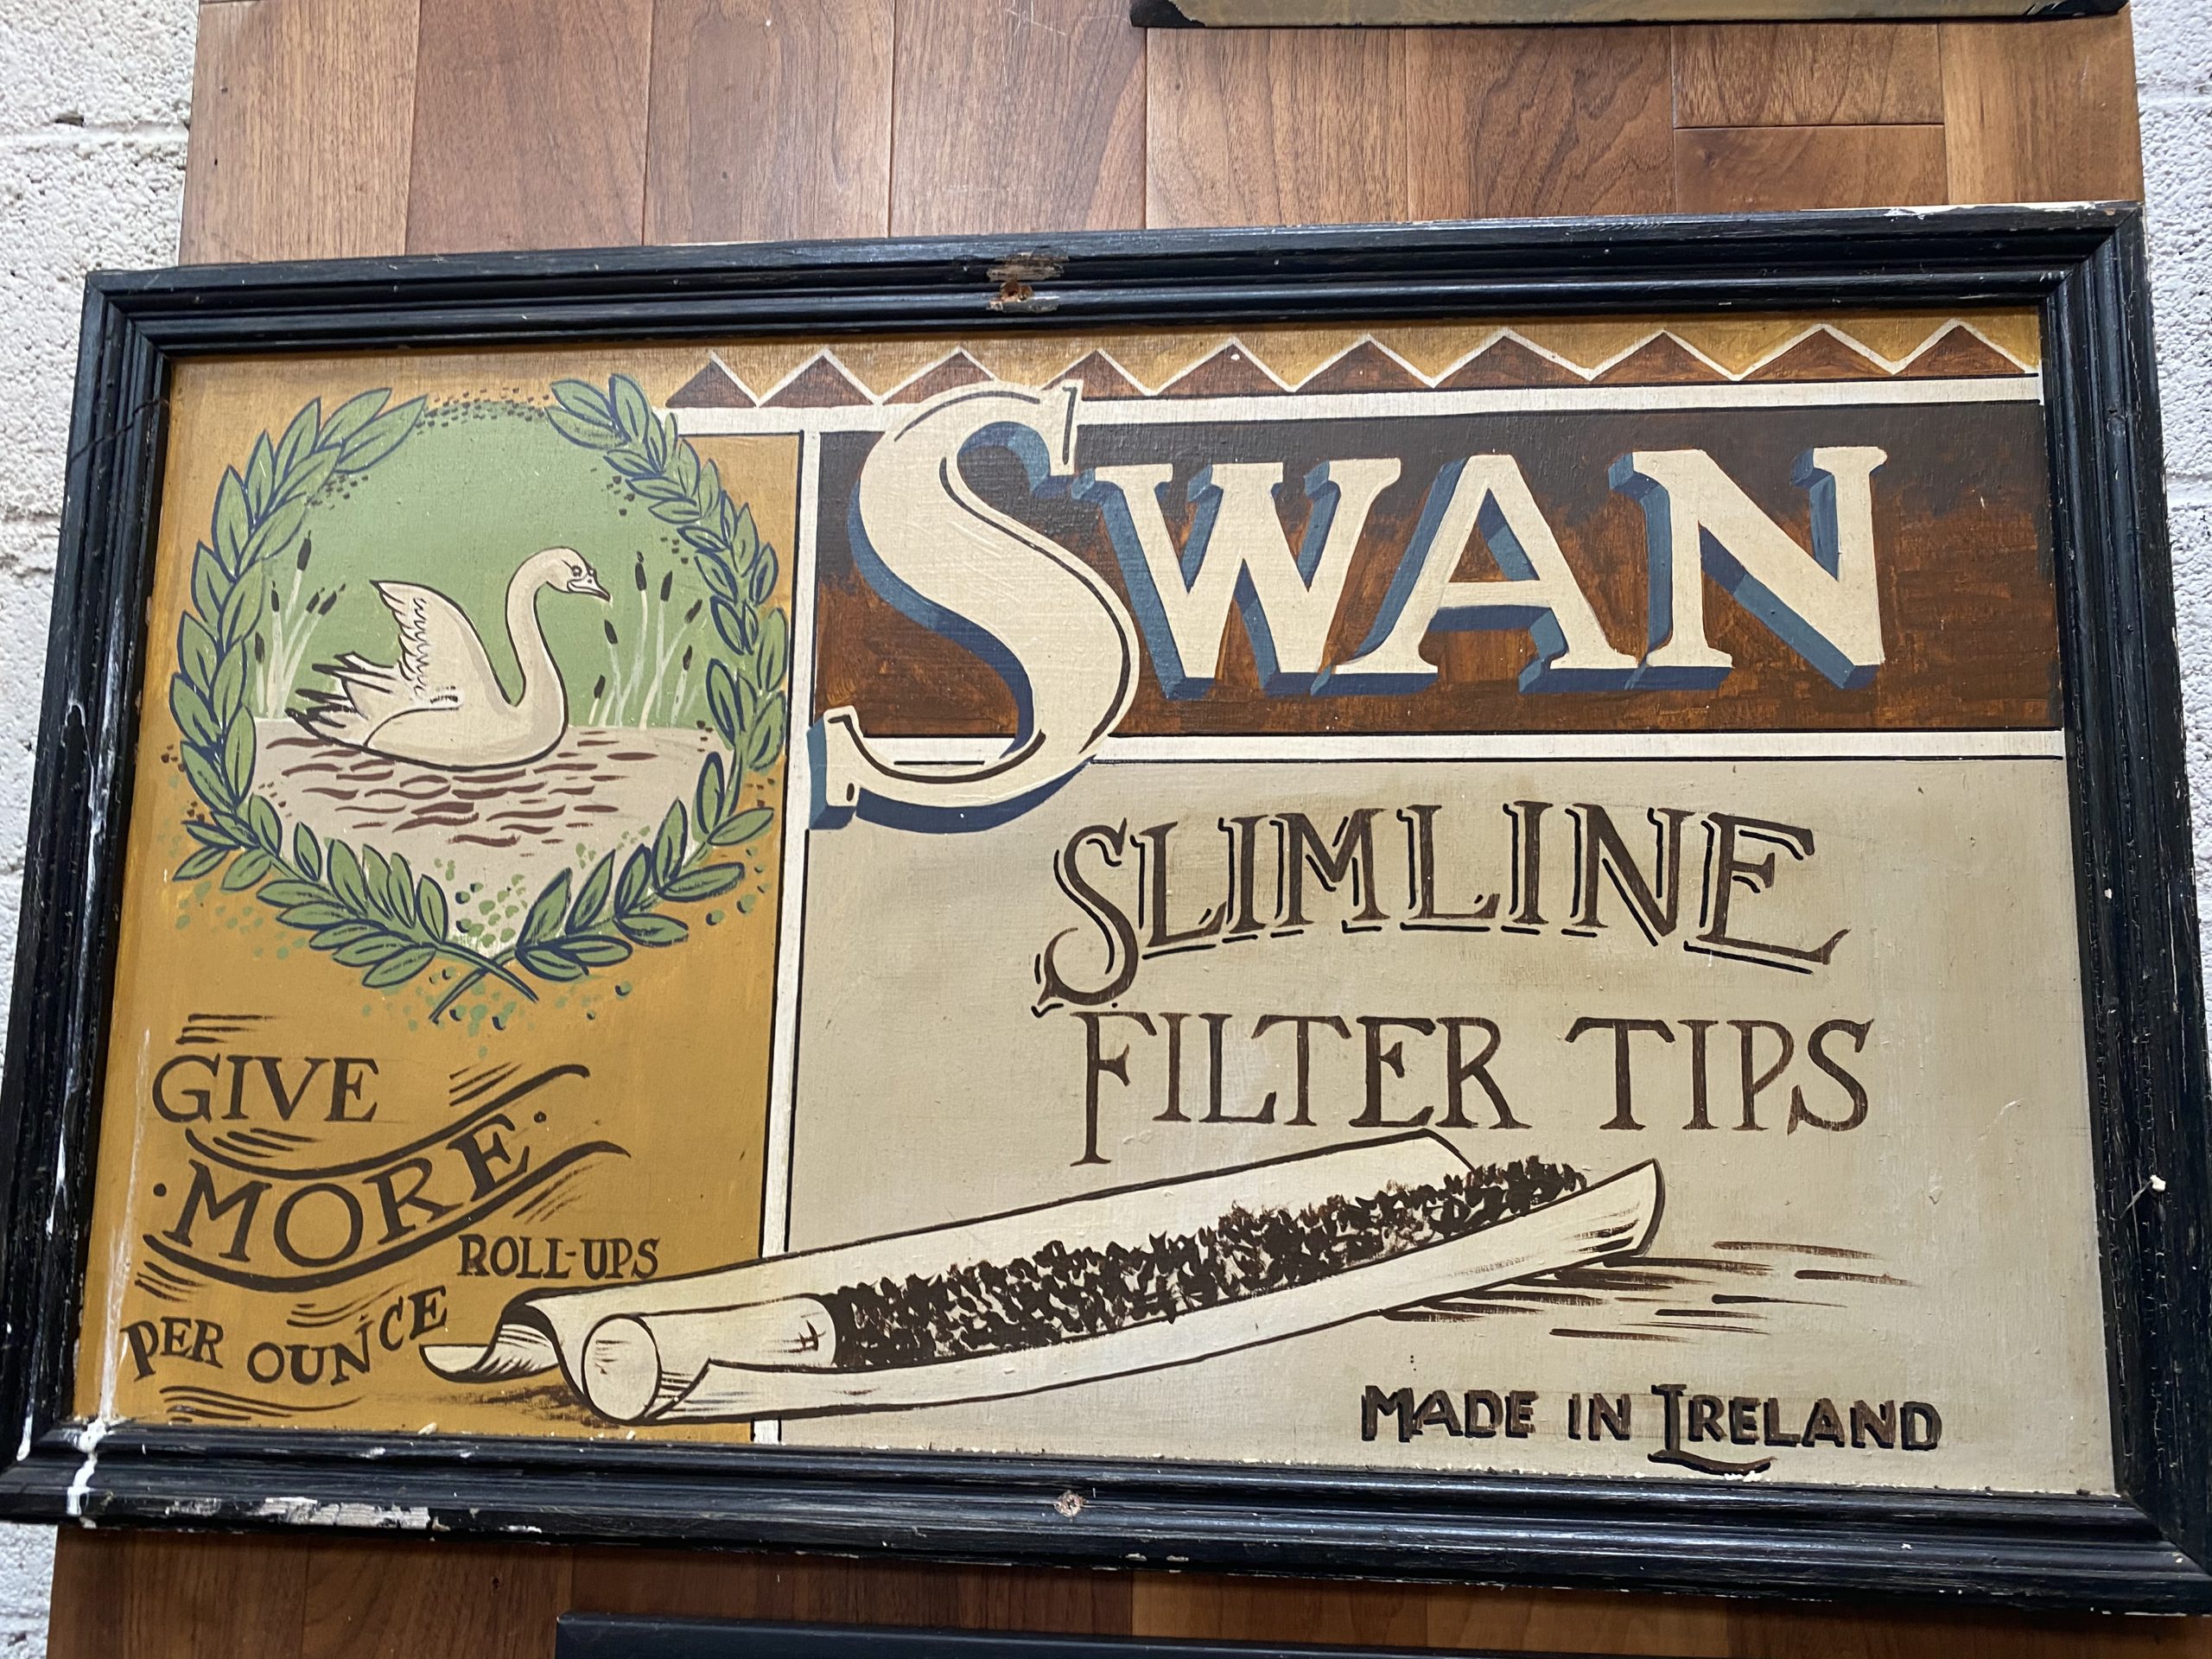 SWAN
SLIMLINE
FILTER TIPS
GIVE
·MORE·
ROLL-UPS
PER OUNCE
MADE IN IRELAND